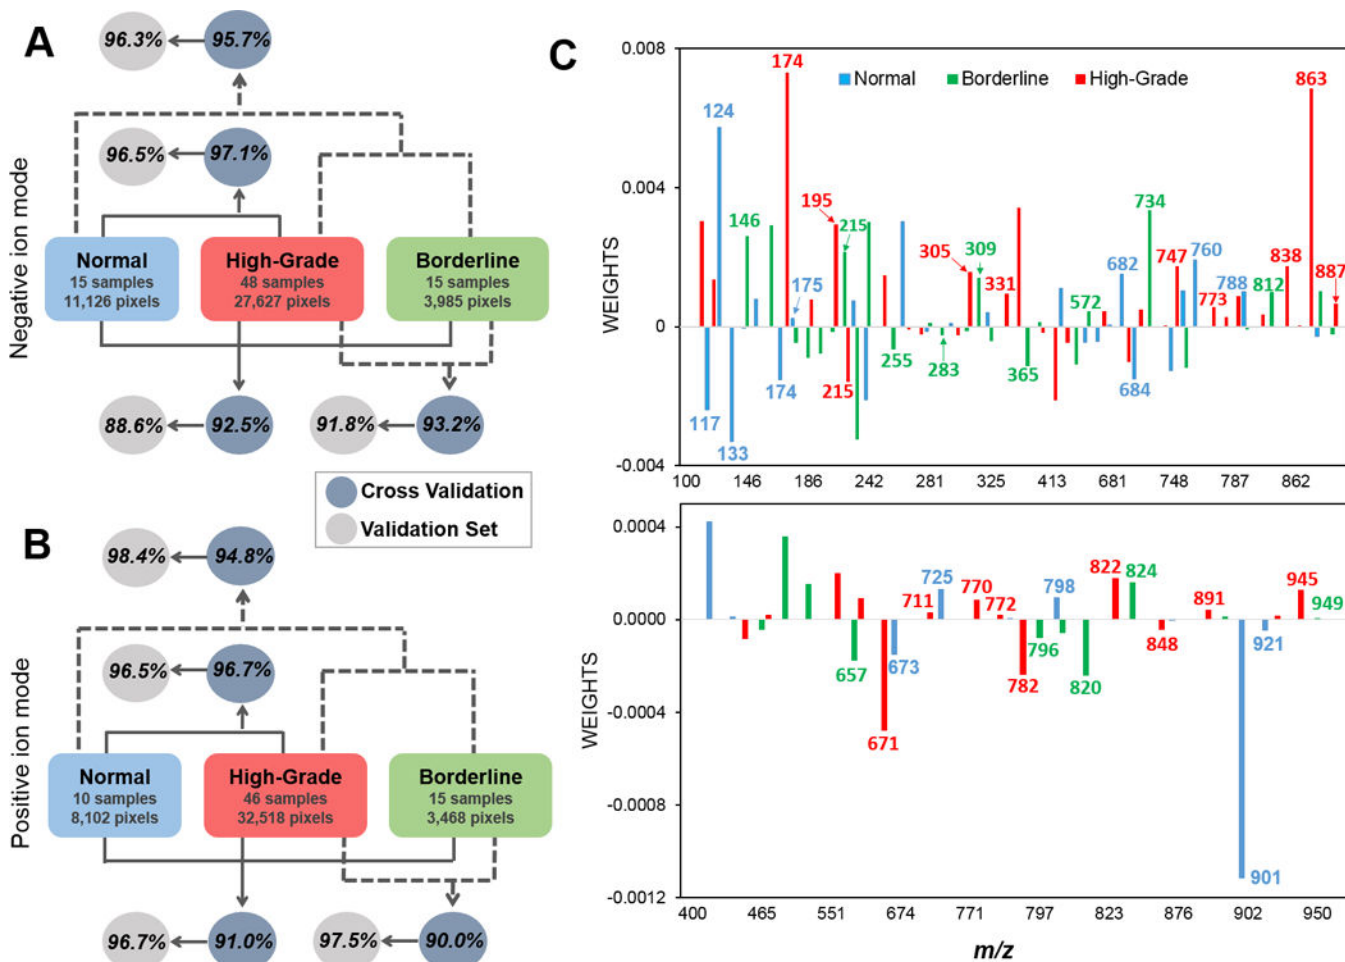 A
96.3%
95.7%
96.5%
97.1%
Negative ion mode
Normal
15 samples
11,126 pixels
High-Grade
48 samples
27,627 pixels
Borderline
15 samples
3,985 pixels
88.6%
92.5%
91.8%
93.2%
Cross Validation
Validation Set
B
98.4%
94.8%
96.5%
96.7%
Positive ion mode
Normal
10 samples
8,102 pixels
High-Grade
46 samples
32,518 pixels
Borderline
15 samples
3,468 pixels
96.7%
91.0%
97.5%
90.0%
C
0.008
0.004
0
-0.004
WEIGHTS
Normal
Borderline
High-Grade
174
863
124
195
146
215
734
305
309
747
760
838
682
175
331
788
887
572
773
812
255
283
365
174
215
684
117
133
100 146 186 242 281 325 413 681 748 787 862
0.0004
0.0000
-0.0004
-0.0008
-0.0012
WEIGHTS
711
725
770
772
798
822
824
891
945
949
657
673
671
782
796
820
848
921
901
400 465 551 674 771 797 823 876 902 950
m/z